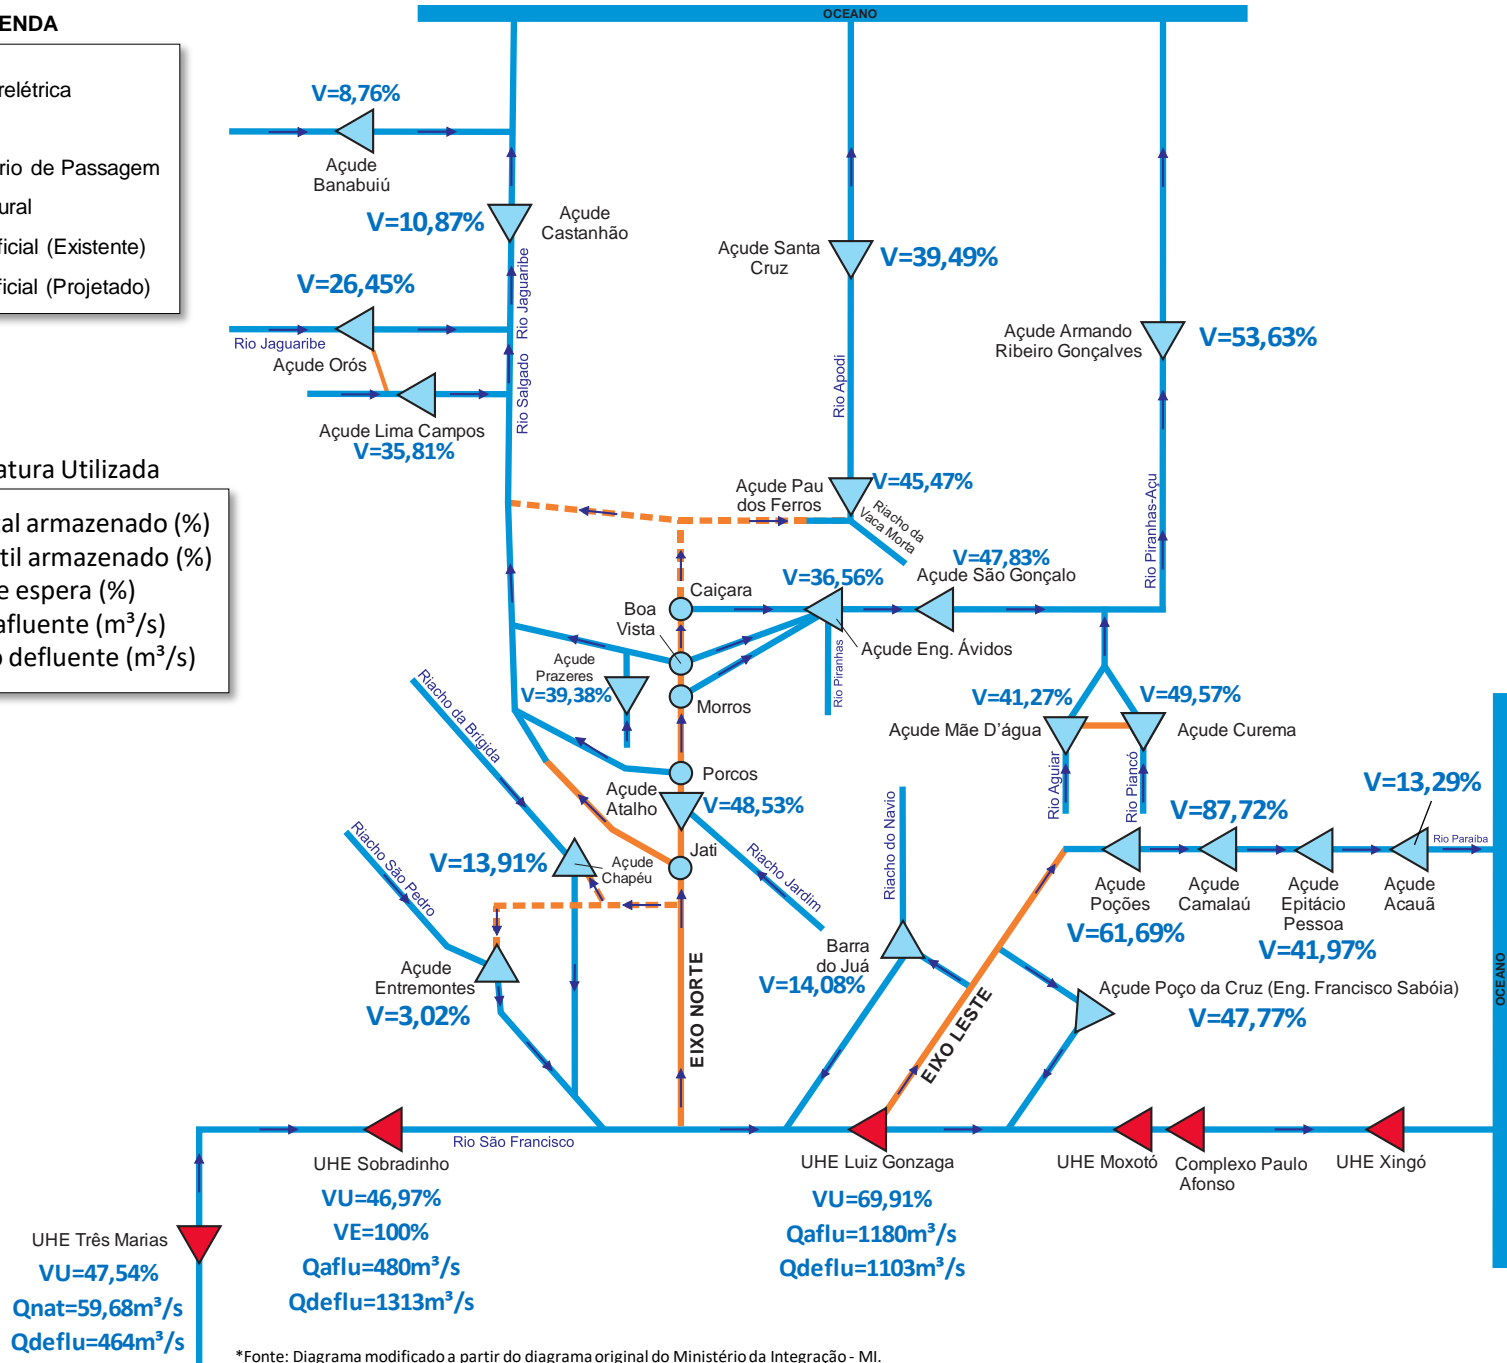 OCEANO
ENDA
relétrica
rio de Passagem
ural
ficial (Existente)
ficial (Projetado)
V=8,76%
Açude
Banabuiú
V=10,87%
Açude
Castanhão
V=26,45%
Rio Jaguaribe
Açude Orós
Rio Jaguaribe
Rio Salgado
Açude Lima Campos
V=35,81%
Açude Santa
Cruz
V=39,49%
Rio Apodi
Açude Armando
Ribeiro Gonçalves
V=53,63%
Rio Piranhas-Açu
atura Utilizada
tal armazenado (%)
til armazenado (%)
e espera (%)
afluente (m³/s)
o defluente (m³/s)
Açude Pau
dos Ferros
V=45,47%
Riacho da
Vaca Morta
V=47,83%
Açude São Gonçalo
V=36,56%
Caiçara
Boa
Vista
Açude Eng. Ávidos
Rio Piranhas
Açude
Prazeres
V=39,38%
Morros
Riacho da Brígida
V=41,27%
Açude Mãe D'água
V=49,57%
Açude Curema
Rio Aguiar
Rio Piancó
Porcos
Açude
Atalho
V=48,53%
Jati
Riacho Jardim
Riacho do Navio
V=13,29%
V=87,72%
Rio Paraíba
Açude
Poções
V=61,69%
Açude
Camalaú
Açude
Epitácio
Pessoa
V=41,97%
Açude
Acauã
V=13,91%
Açude
Chapéu
Riacho São Pedro
Açude
Entremontes
V=3,02%
Barra
do Juá
V=14,08%
EIXO NORTE
EIXO LESTE
Açude Poço da Cruz (Eng. Francisco Sabóia)
V=47,77%
OCEANO
Rio São Francisco
UHE Sobradinho
VU=46,97%
VE=100%
Qaflu=480m³/s
Qdeflu=1313m³/s
UHE Luiz Gonzaga
VU=69,91%
Qaflu=1180m³/s
Qdeflu=1103m³/s
UHE Moxotó
Complexo Paulo
Afonso
UHE Xingó
UHE Três Marias
VU=47,54%
Qnat=59,68m³/s
Qdeflu=464m³/s
*Fonte: Diagrama modificado a partir do diagrama original do Ministério da Integração - MI.